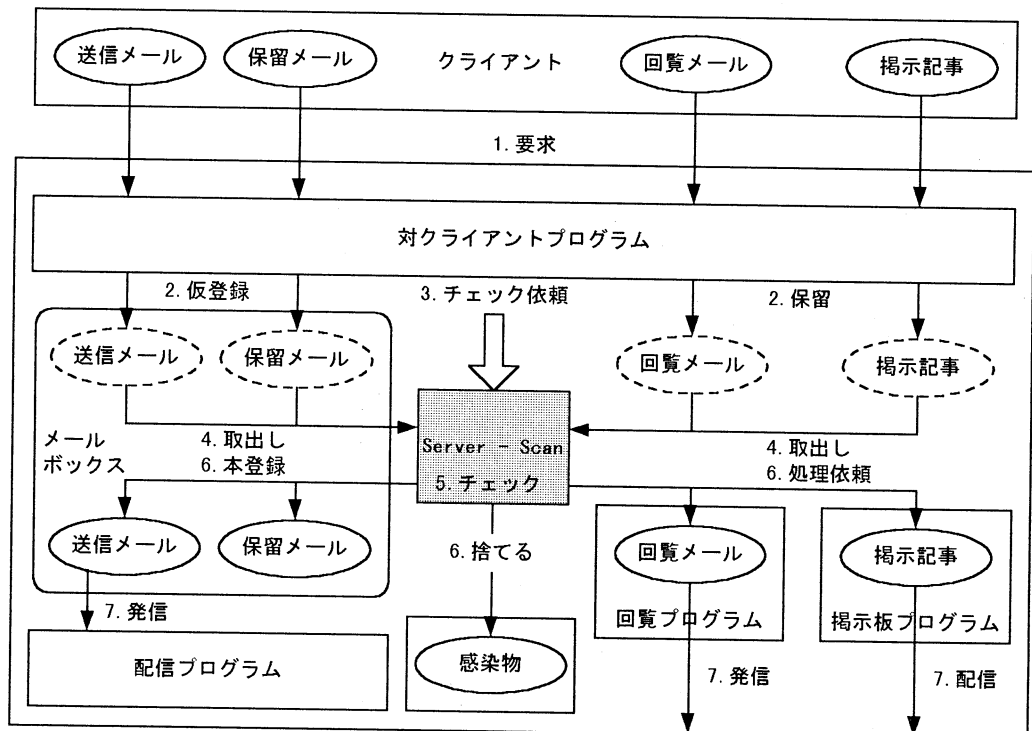 送信メール
保留メール
クライアント
回覧メール
掲示記事
1. 要求
対クライアントプログラム
2. 仮登録
3. チェック依頼
2. 保留
送信メール
保留メール
回覧メール
掲示記事
メール
ボックス
4. 取出し
6. 本登録
Server - Scan
5. チェック
4. 取出し
6. 処理依頼
送信メール
保留メール
6. 捨てる
回覧メール
掲示記事
7. 発信
回覧プログラム
掲示板プログラム
配信プログラム
感染物
7. 発信
7. 配信